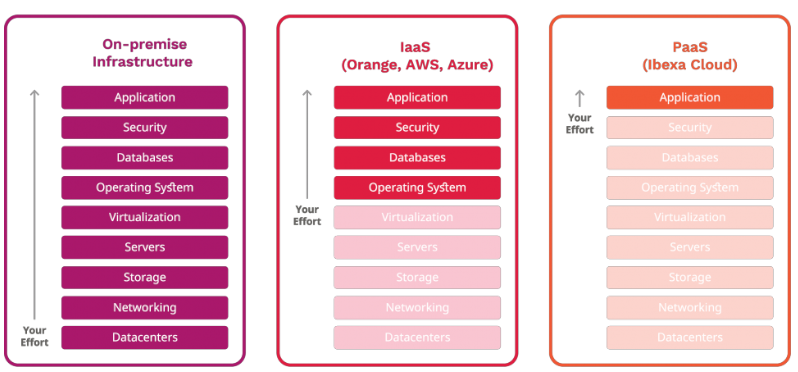 On-premise
Infrastructure
Application
Security
Databases
Operating System
Virtualization
Servers
Storage
Networking
Datacenters
Your
Effort
IaaS
(Orange, AWS, Azure)
Application
Security
Databases
Operating System
Virtualization
Servers
Storage
Networking
Datacenters
Your
Effort
PaaS
(Ibexa Cloud)
Application
Security
Databases
Operating System
Virtualization
Servers
Storage
Networking
Datacenters
Your
Effort